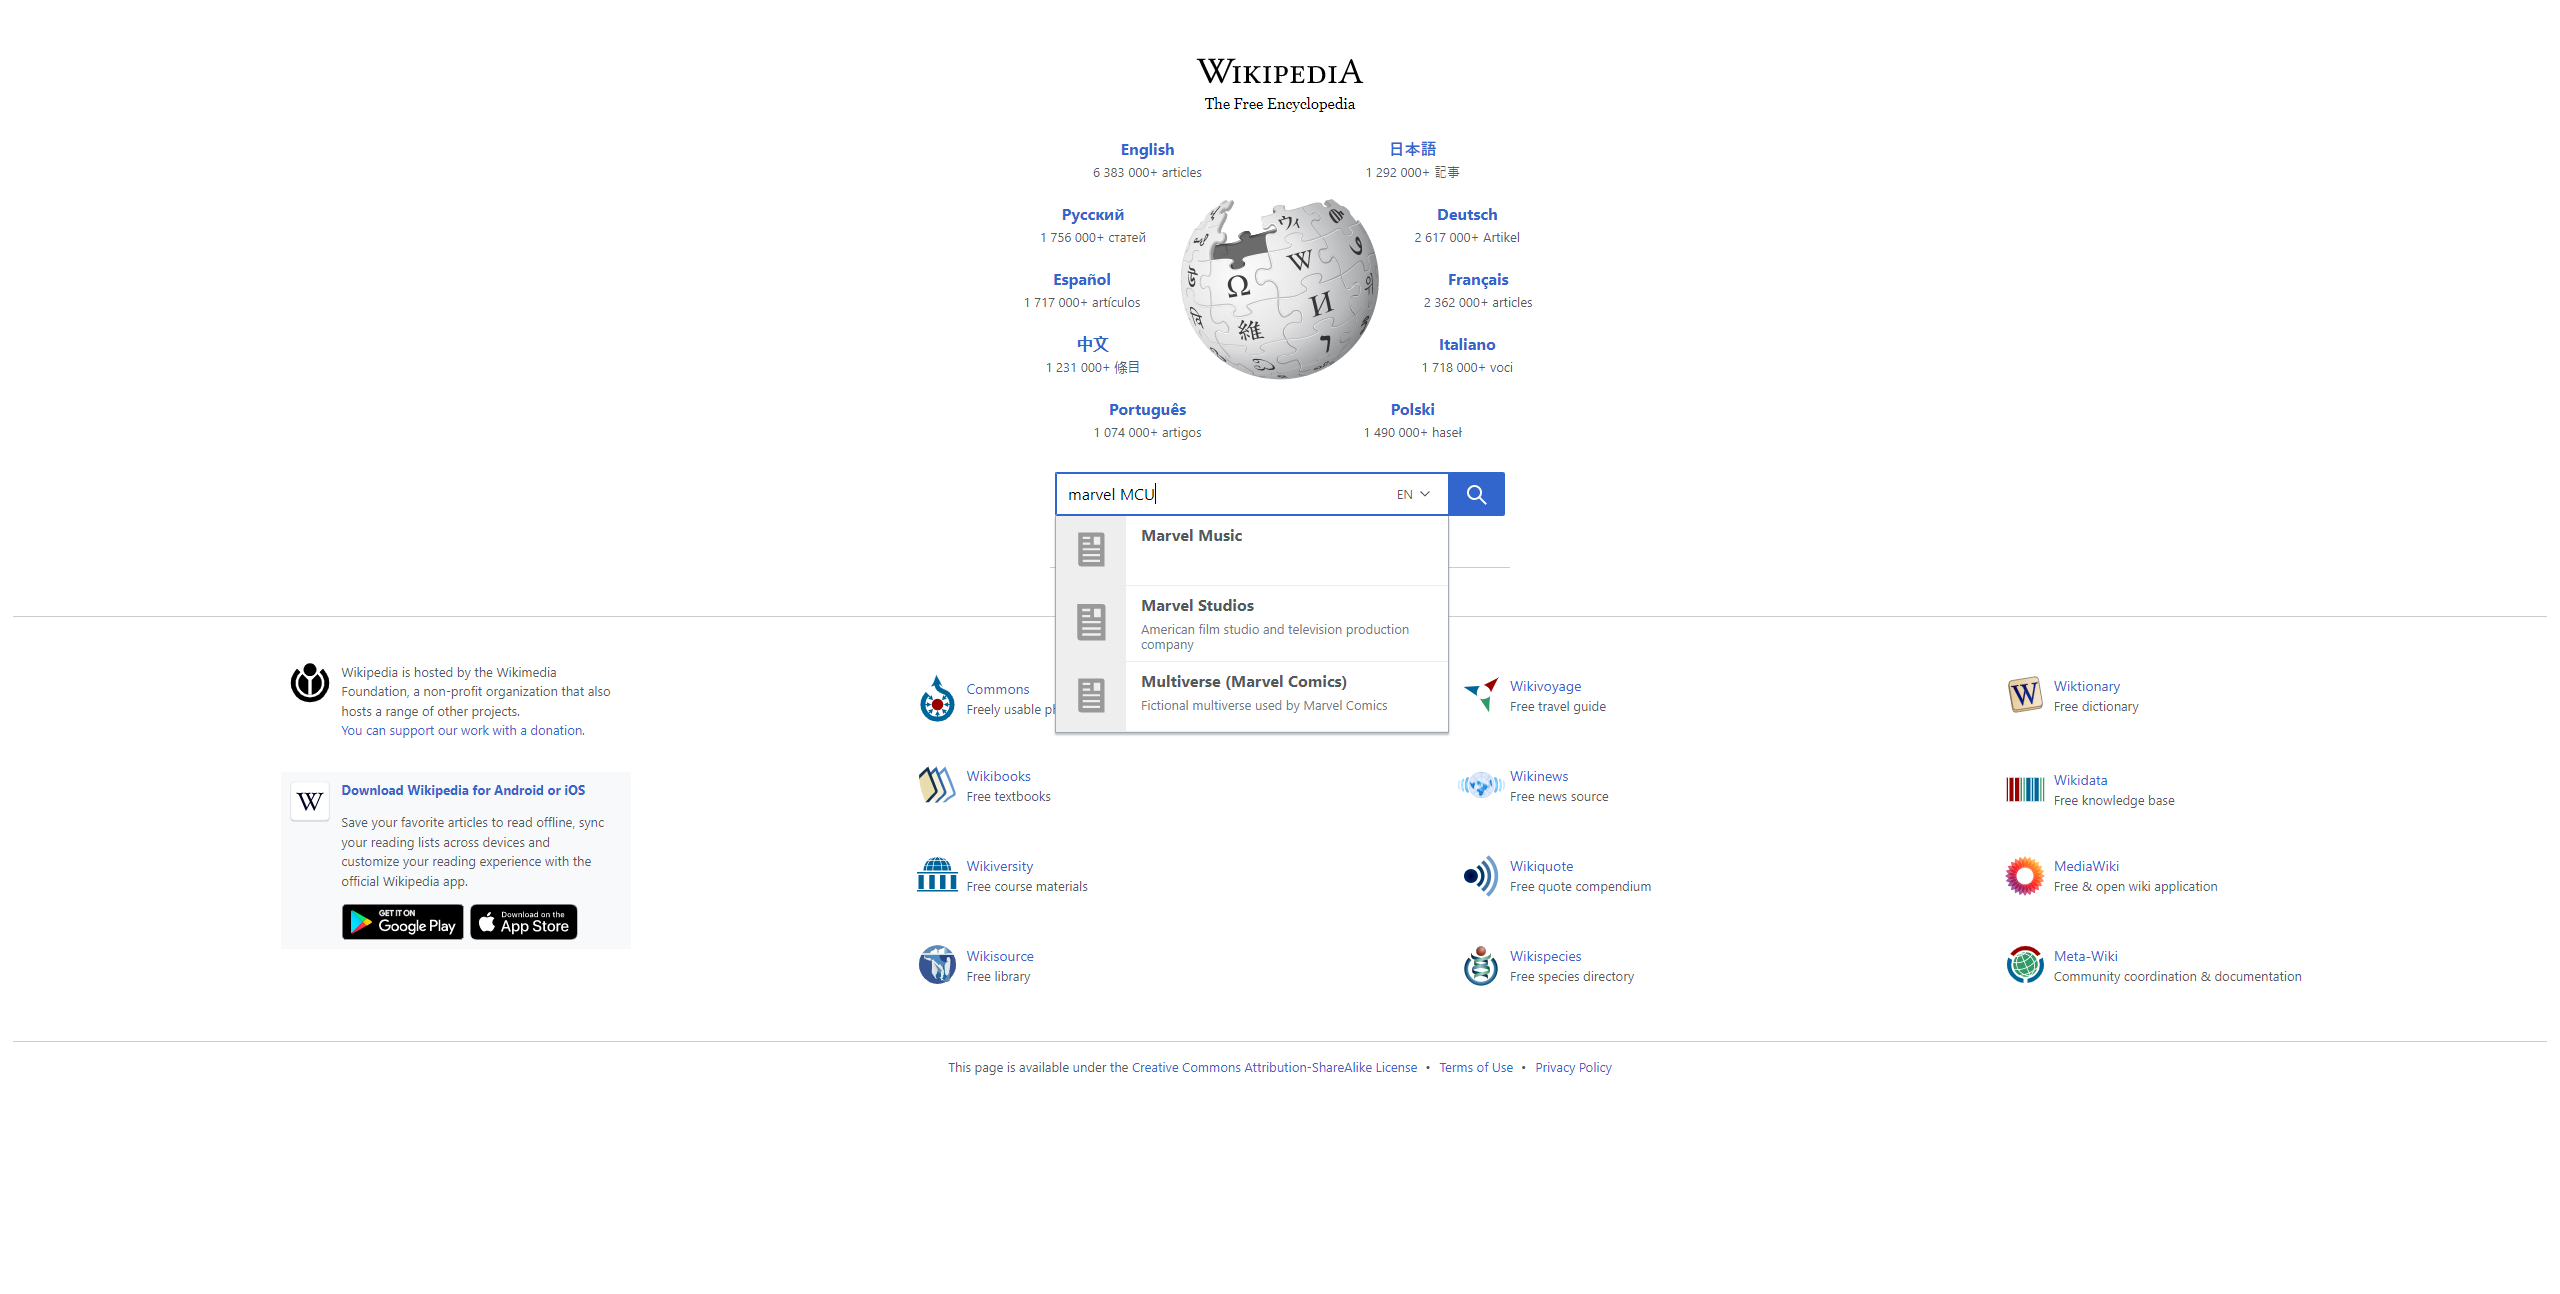 WIKIPEDIA
The Free Encyclopedia
English
6 383 000+ articles
日本語
1 292 000+ 記事
Русский
1 756 000+ статей
Deutsch
2 617 000+ Artikel
Español
1 717 000+ artículos
Français
2 362 000+ articles
中文
1 231 000+ 條目
Italiano
1 718 000+ voci
Português
1 074 000+ artigos
Polski
1 490 000+ haseł
Ω
W
И
維
ウィ
7
marvel MCU
EN
Marvel Music
Marvel Studios
American film studio and television production
company
Multiverse (Marvel Comics)
Fictional multiverse used by Marvel Comics
Wikipedia is hosted by the Wikimedia
Foundation, a non-profit organization that also
hosts a range of other projects.
You can support our work with a donation.
W
Download Wikipedia for Android or iOS
Save your favorite articles to read offline, sync
your reading lists across devices and
customize your reading experience with the
official Wikipedia app.
GET IT ON
Google Play
Download on the
App Store
Commons
Freely usable
Wikivoyage
Free travel guide
W
Wiktionary
Free dictionary
Wikibooks
Free textbooks
Wikinews
Free news source
Wikidata
Free knowledge base
Wikiversity
Free course materials
Wikiquote
Free quote compendium
MediaWiki
Free & open wiki application
Wikisource
Free library
Wikispecies
Free species directory
Meta-Wiki
Community coordination & documentation
This page is available under the Creative Commons Attribution-ShareAlike License • Terms of Use • Privacy Policy